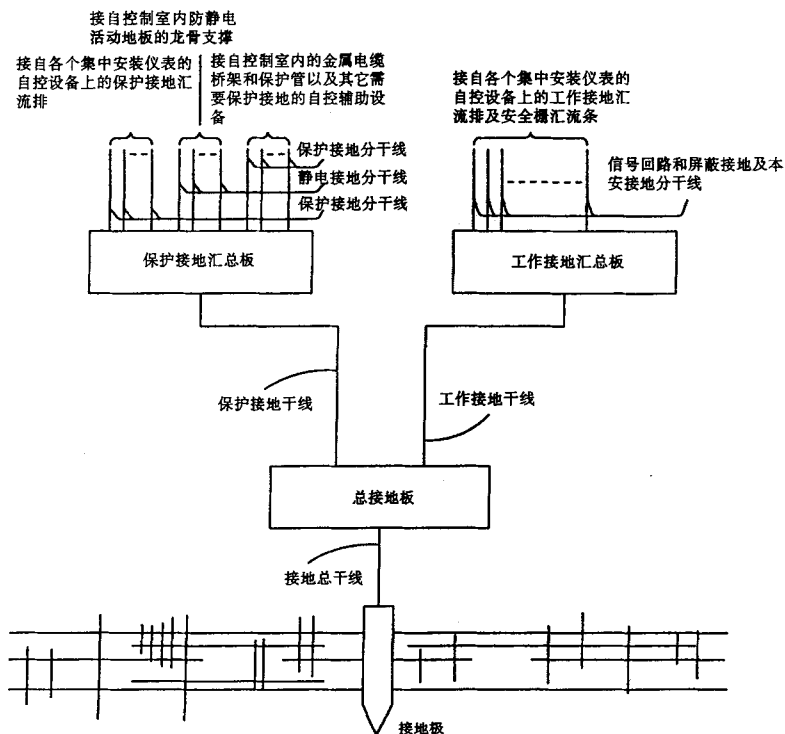 接自控制室内防静电
活动地板的龙骨支撑
接自各个集中安装仪表的
自控设备上的保护接地汇
流排
接自控制室内的金属电缆
桥架和保护管以及其它需
要保护接地的自控辅助设
备
接自各个集中安装仪表的
自控设备上的工作接地汇
流排及安全栅汇流条
保护接地分干线
静电接地分干线
保护接地分干线
信号回路和屏蔽接地及本
安接地分干线
保护接地汇总板
工作接地汇总板
保护接地干线
工作接地干线
总接地板
接地总干线
接地极